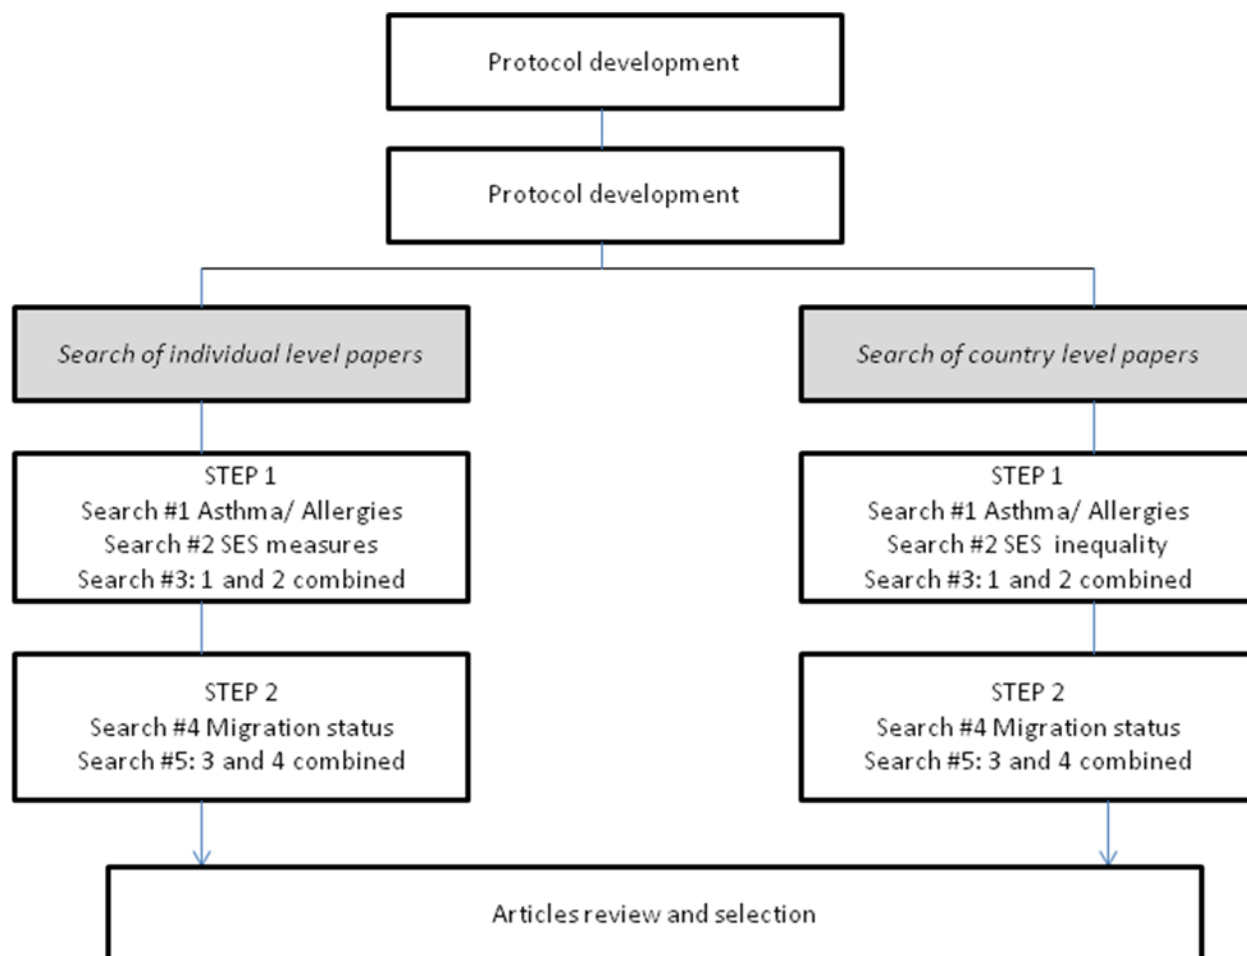 Protocol development
Protocol development
Search of individual level papers
Search of country level papers
STEP 1
Search #1 Asthma/ Allergies
Search #2 SES measures
Search #3: 1 and 2 combined
STEP 1
Search #1 Asthma/ Allergies
Search #2 SES inequality
Search #3: 1 and 2 combined
STEP 2
Search #4 Migration status
Search #5: 3 and 4 combined
STEP 2
Search #4 Migration status
Search #5: 3 and 4 combined
Articles review and selection